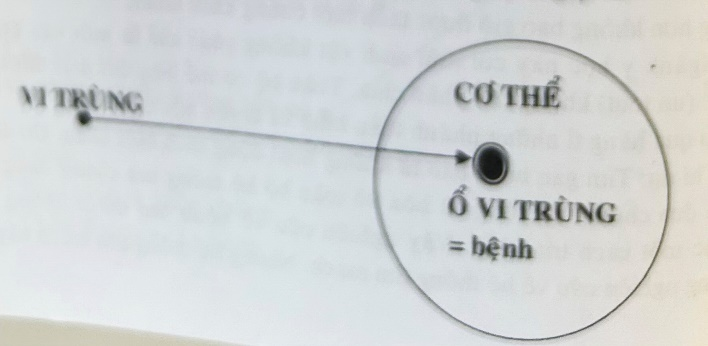 VI TRÙNG
CƠ THỂ
Ổ VI TRÙNG
= bệnh